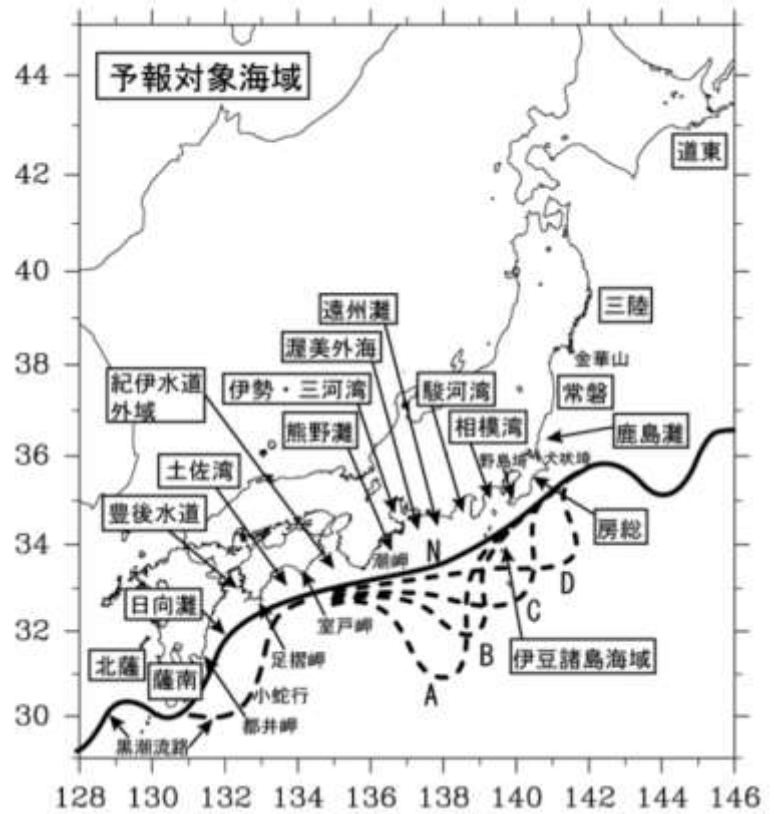 予報対象海域
44
42
40
38
36
34
32
30
道東
三陸
遠州灘
渥美外海
金華山
紀伊水道
外域
伊勢・三河湾
駿河湾
常磐
熊野灘
相模湾
鹿島灘
野島埼
犬吠埼
土佐湾
豊後水道
房総
潮岬
N
D
日向灘
室戸岬
C
足摺岬
B
伊豆諸島海域
北薩
薩南
小蛇行
A
都井岬
黒潮流路
128
130
132
134
136
138
140
142
144
146